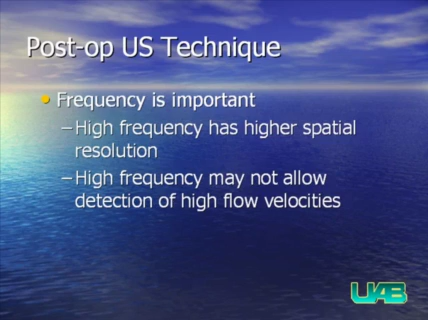 Post-op US Technique
• Frequency is important
– High frequency has higher spatial
resolution
– High frequency may not allow
detection of high flow velocities
UAB